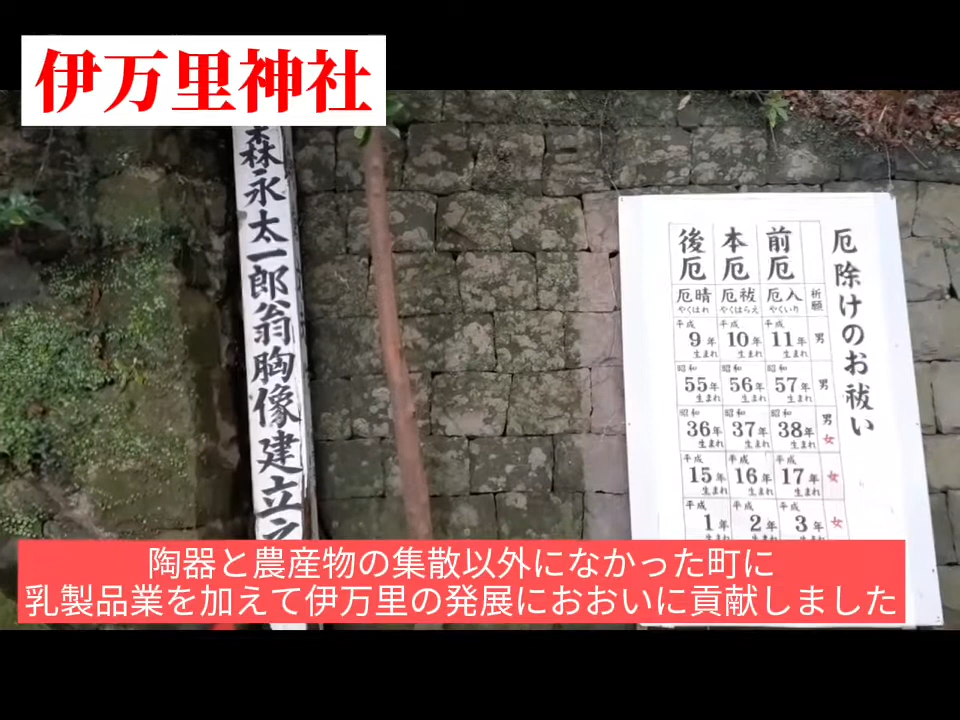 伊万里神社
森永太一郎翁胸像建立之
厄除けのお祓い
前厄 本厄 後厄
厄入 厄祓 厄晴 祈願
やくいり やくはらえ やくはれ
平成11年生まれ 平成10年生まれ 平成9年生まれ 男
昭和57年生まれ 昭和56年生まれ 昭和55年生まれ 男
昭和38年生まれ 昭和37年生まれ 昭和36年生まれ 男女
平成17年生まれ 平成16年生まれ 平成15年生まれ 女
平成3年 平成2年 平成1年 女
陶器と農産物の集散以外になかった町に
乳製品業を加えて伊万里の発展におおいに貢献しました